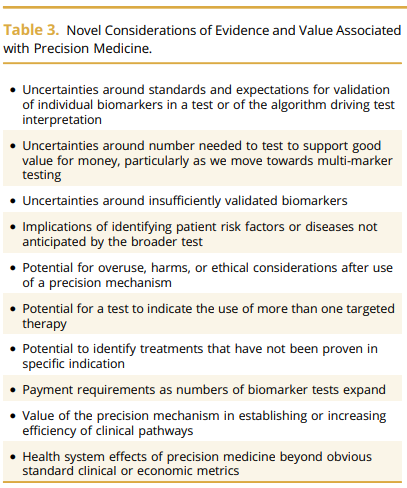 Table 3. Novel Considerations of Evidence and Value Associated
with Precision Medicine.
• Uncertainties around standards and expectations for validation
of individual biomarkers in a test or of the algorithm driving test
interpretation
• Uncertainties around number needed to test to support good
value for money, particularly as we move towards multi-marker
testing
• Uncertainties around insufficiently validated biomarkers
• Implications of identifying patient risk factors or diseases not
anticipated by the broader test
• Potential for overuse, harms, or ethical considerations after use
of a precision mechanism
• Potential for a test to indicate the use of more than one targeted
therapy
• Potential to identify treatments that have not been proven in
specific indication
• Payment requirements as numbers of biomarker tests expand
• Value of the precision mechanism in establishing or increasing
efficiency of clinical pathways
• Health system effects of precision medicine beyond obvious
standard clinical or economic metrics